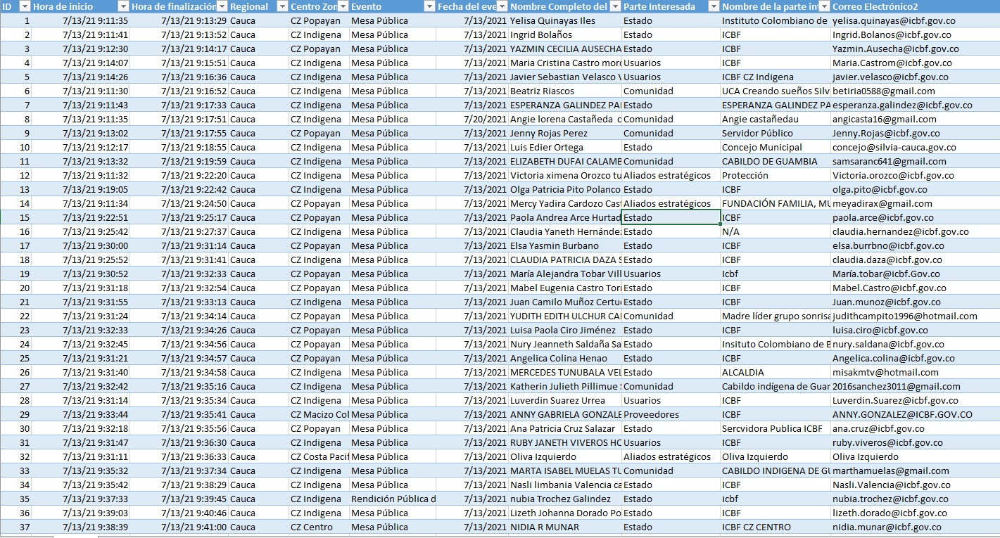 ID Hora de inicio Hora de finalización Regional Centro Zon Evento Fecha del eve Nombre Completo del Parte Interesada Nombre de la parte int Correo Electrónico2
1 7/13/21 9:11:35 7/13/21 9:13:29 Cauca CZ Popayan Mesa Pública 7/13/2021 Yelisa Quinayas Iles Estado Instituto Colombiano de yelisa.quinayas@icbf.gov.co
2 7/13/21 9:11:41 7/13/21 9:13:52 Cauca CZ Indigena Mesa Pública 7/13/2021 Ingrid Bolaños Estado ICBF Ingrid.Bolanos@icbf.gov.co
3 7/13/21 9:12:30 7/13/21 9:14:17 Cauca CZ Popayan Mesa Pública 7/13/2021 YAZMIN CECILIA AUSECHA Estado ICBF Yazmin.Ausecha@icbf.gov.co
4 7/13/21 9:14:07 7/13/21 9:15:51 Cauca CZ Indigena Mesa Pública 7/13/2021 Maria Cristina Castro moro Usuarios ICBF Maria.Castrom@icbf.gov.co
5 7/13/21 9:14:26 7/13/21 9:16:36 Cauca CZ Indigena Mesa Pública 7/13/2021 Javier Sebastian Velasco V Usuarios ICBF CZ Indigena javier.velasco@icbf.gov.co
6 7/13/21 9:11:30 7/13/21 9:16:52 Cauca CZ Indigena Mesa Pública 7/13/2021 Beatriz Riascos Comunidad UCA Creando sueños Silv betiria0588@gmail.com
7 7/13/21 9:11:43 7/13/21 9:17:33 Cauca CZ Indigena Mesa Pública 7/13/2021 ESPERANZA GALINDEZ PA Comunidad ESPERANZA GALINDEZ PA esperanza.galindez@icbf.gov.co
8 7/13/21 9:11:35 7/13/21 9:17:51 Cauca CZ Indigena Mesa Pública 7/20/2021 Angie lorena Castañeda c Comunidad Angie castañedau angicasta16@gmail.com
9 7/13/21 9:13:02 7/13/21 9:17:55 Cauca CZ Popayan Mesa Pública 7/13/2021 Jenny Rojas Perez Comunidad Servidor Público Jenny.Rojas@icbf.gov.co
10 7/13/21 9:12:17 7/13/21 9:18:55 Cauca CZ Indigena Mesa Pública 7/13/2021 Luis Edier Ortega Estado Concejo Municipal concejo@silvia-cauca.gov.co
11 7/13/21 9:13:32 7/13/21 9:19:59 Cauca CZ Indigena Mesa Pública 7/13/2021 ELIZABETH DUFAI CALAMB Comunidad CABILDO DE GUAMBIA samsaranc641@gmail.com
12 7/13/21 9:11:32 7/13/21 9:22:20 Cauca CZ Indigena Mesa Pública 7/13/2021 Victoria ximena Orozco tu Aliados estratégicos Protección Victoria.orozco@icbf.gov.co
13 7/13/21 9:19:05 7/13/21 9:22:42 Cauca CZ Indigena Mesa Pública 7/13/2021 Olga Patricia Pito Polanco Estado ICBF olga.pito@icbf.gov.co
14 7/13/21 9:11:34 7/13/21 9:24:50 Cauca CZ Popayan Mesa Pública 7/13/2021 Mercy Yadira Cardozo Cast Aliados estratégicos FUNDACIÓN FAMILIA, MU meyadirax@gmail.com
15 7/13/21 9:22:51 7/13/21 9:25:17 Cauca CZ Popayan Mesa Pública 7/13/2021 Paola Andrea Arce Hurtad Estado ICBF paola.arce@icbf.gov.co
16 7/13/21 9:25:42 7/13/21 9:27:37 Cauca CZ Indigena Mesa Pública 7/13/2021 Claudia Yaneth Hernánde Estado N/A claudia.hernandez@icbf.gov.co
17 7/13/21 9:30:00 7/13/21 9:31:14 Cauca CZ Popayan Mesa Pública 7/13/2021 Elsa Yasmin Burbano Estado ICBF elsa.burrbno@icbf.gov.co
18 7/13/21 9:25:52 7/13/21 9:31:41 Cauca CZ Indigena Mesa Pública 7/13/2021 CLAUDIA PATRICIA DAZA S Estado ICBF claudia.daza@icbf.gov.co
19 7/13/21 9:30:52 7/13/21 9:32:33 Cauca CZ Popayan Mesa Pública 7/13/2021 María Alejandra Tobar Vill Usuarios Icbf María.tobar@icbf.Gov.co
20 7/13/21 9:31:18 7/13/21 9:32:54 Cauca CZ Popayan Mesa Pública 7/13/2021 Mabel Eugenia Castro Torr Estado ICBF Mabel.Castro@icbf.gov.co
21 7/13/21 9:31:55 7/13/21 9:33:13 Cauca CZ Indigena Mesa Pública 7/13/2021 Juan Camilo Muñoz Certuc Estado ICBF Juan.munoz@icbf.gov.co
22 7/13/21 9:31:24 7/13/21 9:34:14 Cauca CZ Popayan Mesa Pública 7/13/2021 YUDITH EDITH ULCHUR CA Comunidad Madre líder grupo sonrisa judithcampito1996@hotmail.com
23 7/13/21 9:32:33 7/13/21 9:34:26 Cauca CZ Popayan Mesa Pública 7/13/2021 Luisa Paola Ciro Jiménez Estado ICBF luisa.ciro@icbf.gov.co
24 7/13/21 9:32:45 7/13/21 9:34:56 Cauca CZ Popayan Mesa Pública 7/13/2021 Nury Jeanneth Saldaña Sa Estado Insituto Colombiano de B nury.saldana@icbf.gov.co
25 7/13/21 9:31:21 7/13/21 9:34:57 Cauca CZ Popayan Mesa Pública 7/13/2021 Angelica Colina Henao Estado ICBF Angelica.colina@icbf.gov.co
26 7/13/21 9:31:40 7/13/21 9:34:58 Cauca CZ Indigena Mesa Pública 7/13/2021 MERCEDES TUNUBALA VEL Estado ALCALDIA misakmtv@hotmail.com
27 7/13/21 9:32:42 7/13/21 9:35:16 Cauca CZ Indigena Mesa Pública 7/13/2021 Katherin Julieth Pillimue S Comunidad Cabildo indígena de Guar 2016sanchez3011@gmail.com
28 7/13/21 9:31:14 7/13/21 9:35:34 Cauca CZ Indigena Mesa Pública 7/13/2021 Luverdin Suarez Urrea Usuarios ICBF Luverdin.Suarez@icbf.gov.co
29 7/13/21 9:33:44 7/13/21 9:35:41 Cauca CZ Macizo Col Mesa Pública 7/13/2021 ANNY GABRIELA GONZALE Proveedores ICBF ANNY.GONZALEZ@ICBF.GOV.CO
30 7/13/21 9:32:18 7/13/21 9:35:56 Cauca CZ Popayan Mesa Pública 7/13/2021 Ana Patricia Cruz Salazar Estado Sercvidora Publica ICBF ana.cruz@icbf.gov.co
31 7/13/21 9:31:47 7/13/21 9:36:30 Cauca CZ Indigena Mesa Pública 7/13/2021 RUBY JANETH VIVEROS HO Usuarios ICBF ruby.viveros@icbf.gov.co
32 7/13/21 9:31:11 7/13/21 9:36:33 Cauca CZ Costa Pacif Mesa Pública 7/13/2021 Oliva Izquierdo Aliados estratégicos Oliva Izquierdo Oliva Izquierdo
33 7/13/21 9:35:32 7/13/21 9:37:34 Cauca CZ Indigena Mesa Pública 7/13/2021 MARTA ISABEL MUELAS TU Comunidad CABILDO INDIGENA DE GU marthamuelas@gmail.com
34 7/13/21 9:35:42 7/13/21 9:38:29 Cauca CZ Indigena Mesa Pública 7/13/2021 Nasli limbania Valencia ca Estado ICBF Nasli.Valencia@icbf.gov.co
35 7/13/21 9:37:33 7/13/21 9:39:45 Cauca CZ Indigena Rendición Pública d 7/13/2021 nubia Trochez Galindez Estado icbf nubia.trochez@icbf.gov.co
36 7/13/21 9:39:03 7/13/21 9:40:46 Cauca CZ Indigena Mesa Pública 7/13/2021 Lizeth Johanna Dorado Po Estado ICBF lizeth.dorado@icbf.gov.co
37 7/13/21 9:38:39 7/13/21 9:41:00 Cauca CZ Centro Mesa Pública 7/13/2021 NIDIA R MUNAR Estado ICBF CZ CENTRO nidia.munar@icbf.gov.co